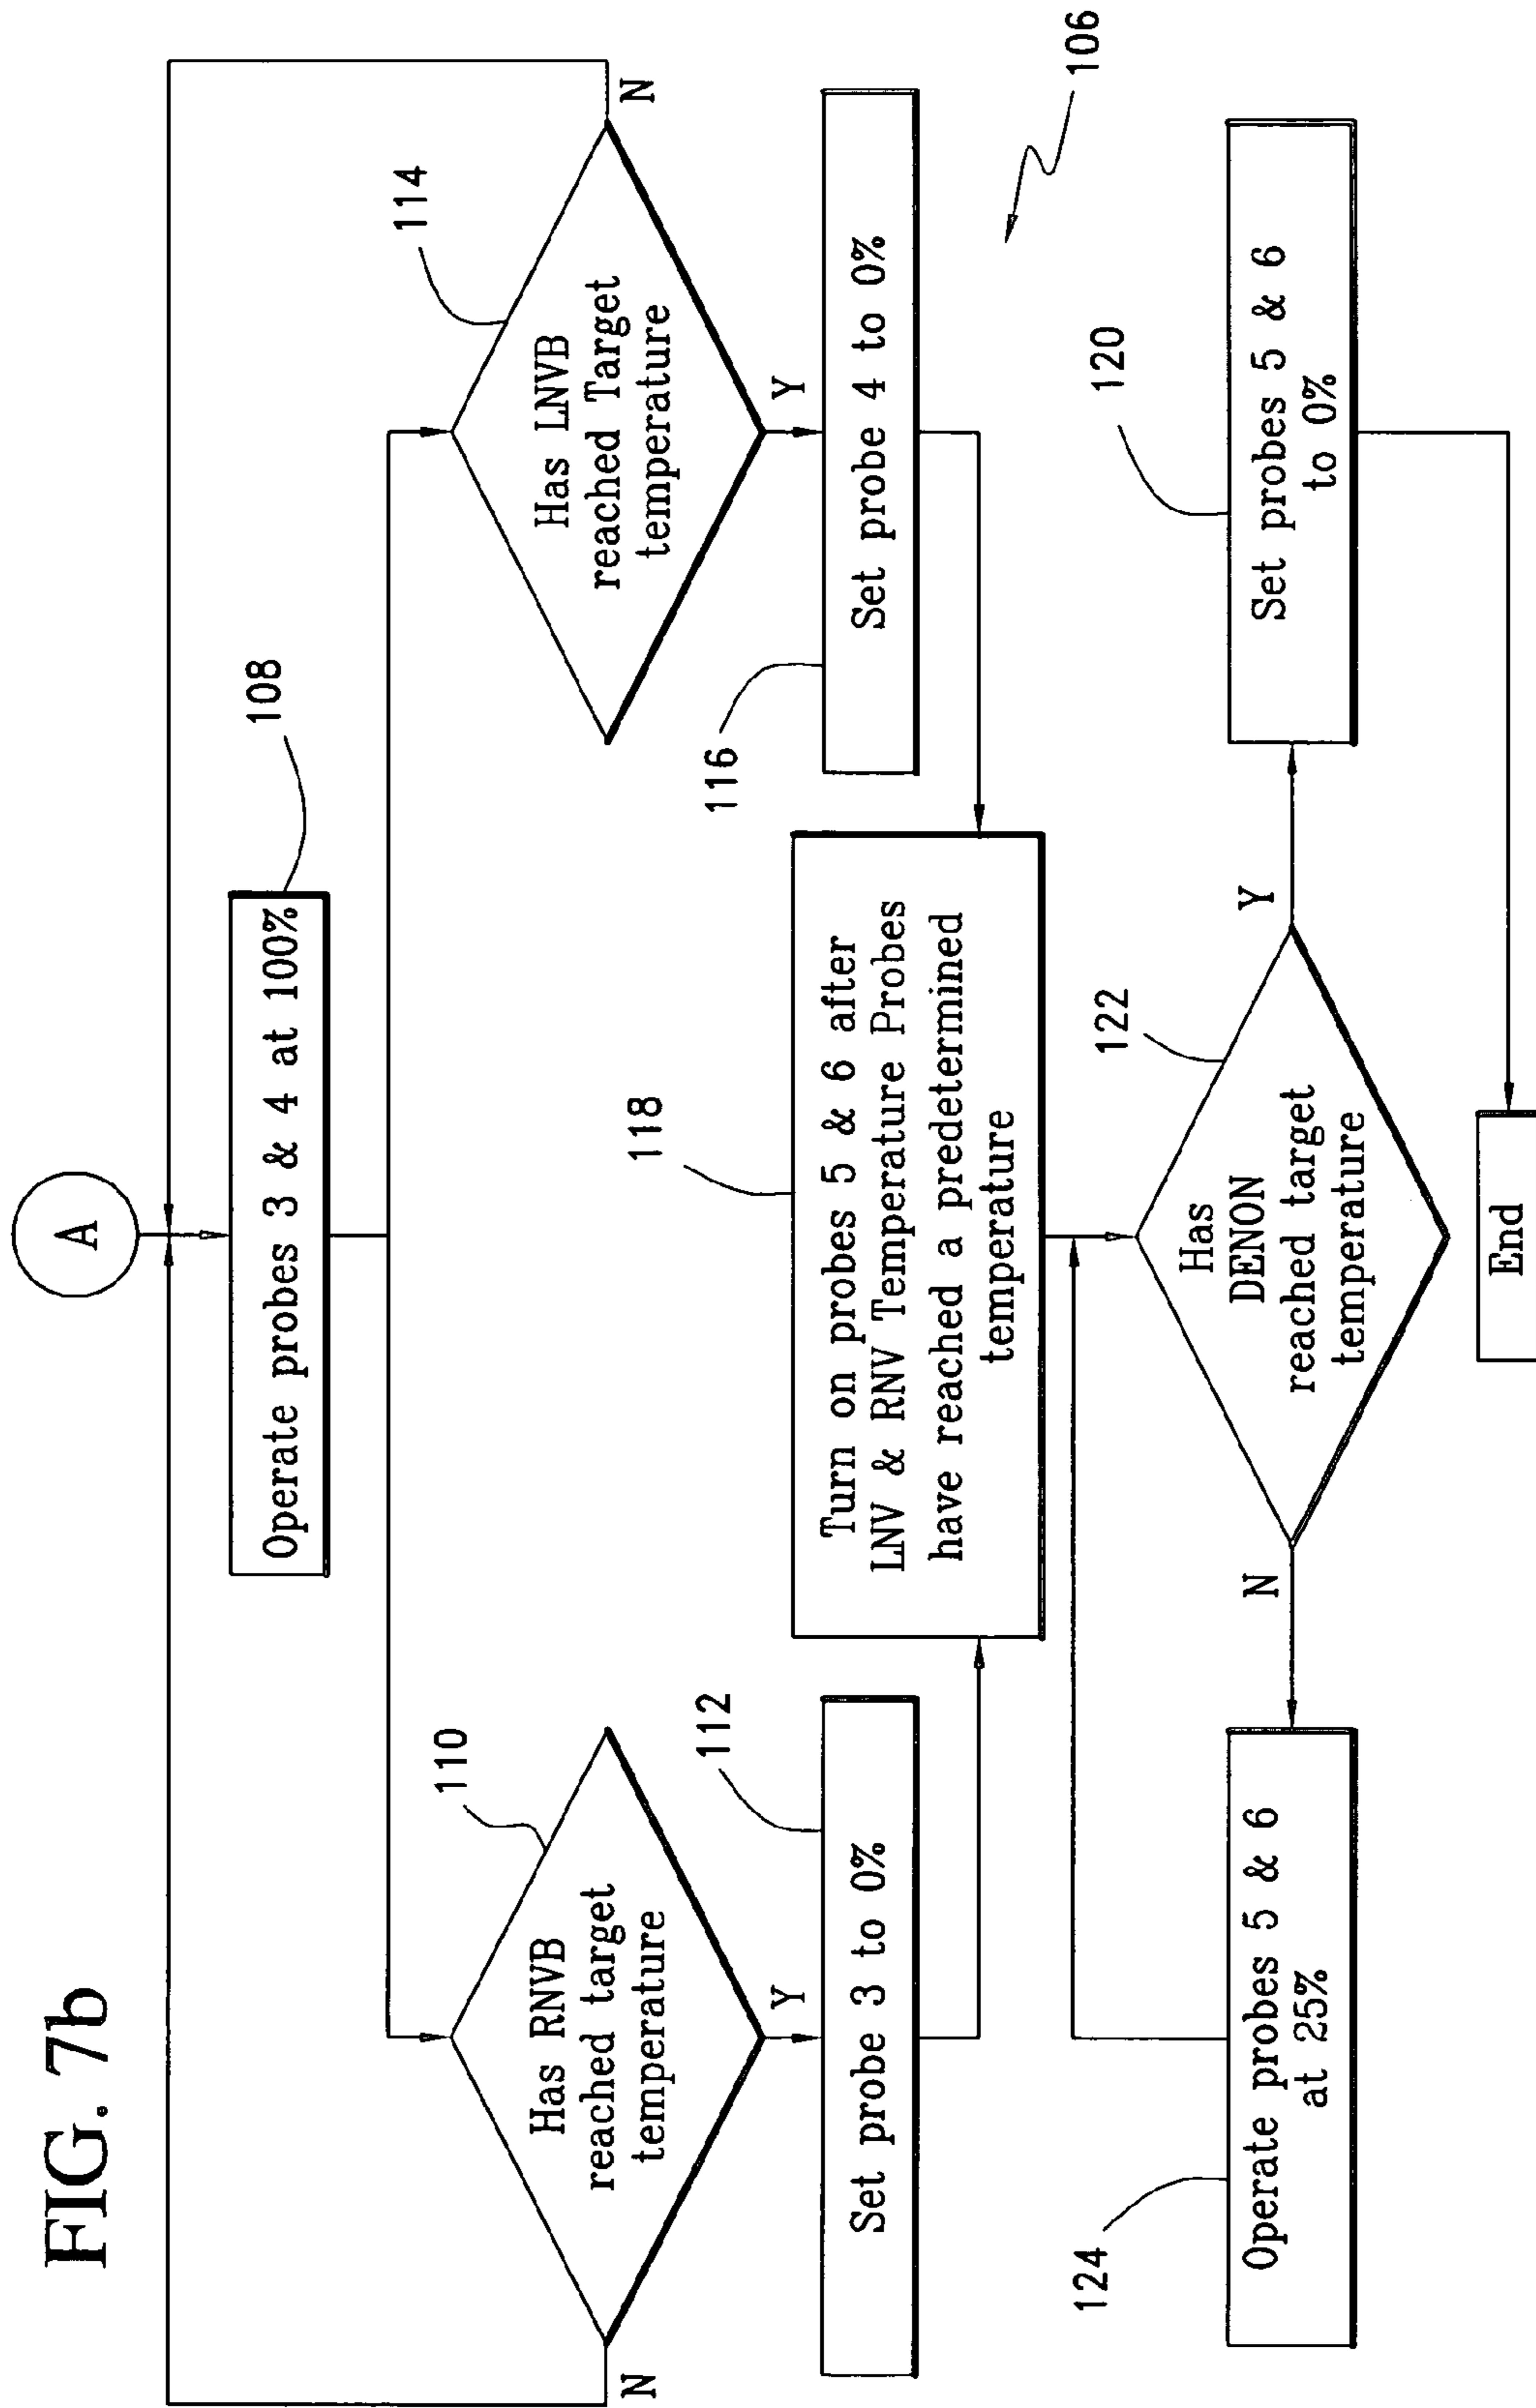 FIG. 7b
A
Operate probes 3 & 4 at 100%
108
110
Has RNVB
reached target
temperature
N
Y
114
Has LNVB
reached Target
temperature
N
Y
112
Set probe 3 to 0%
116
Set probe 4 to 0%
118
Turn on probes 5 & 6 after
LNV & RNV Temperature Probes
have reached a predetermined
temperature
106
122
Has
DENON
reached target
temperature
N
Y
124
Operate probes 5 & 6
at 25%
120
Set probes 5 & 6
to 0%
End